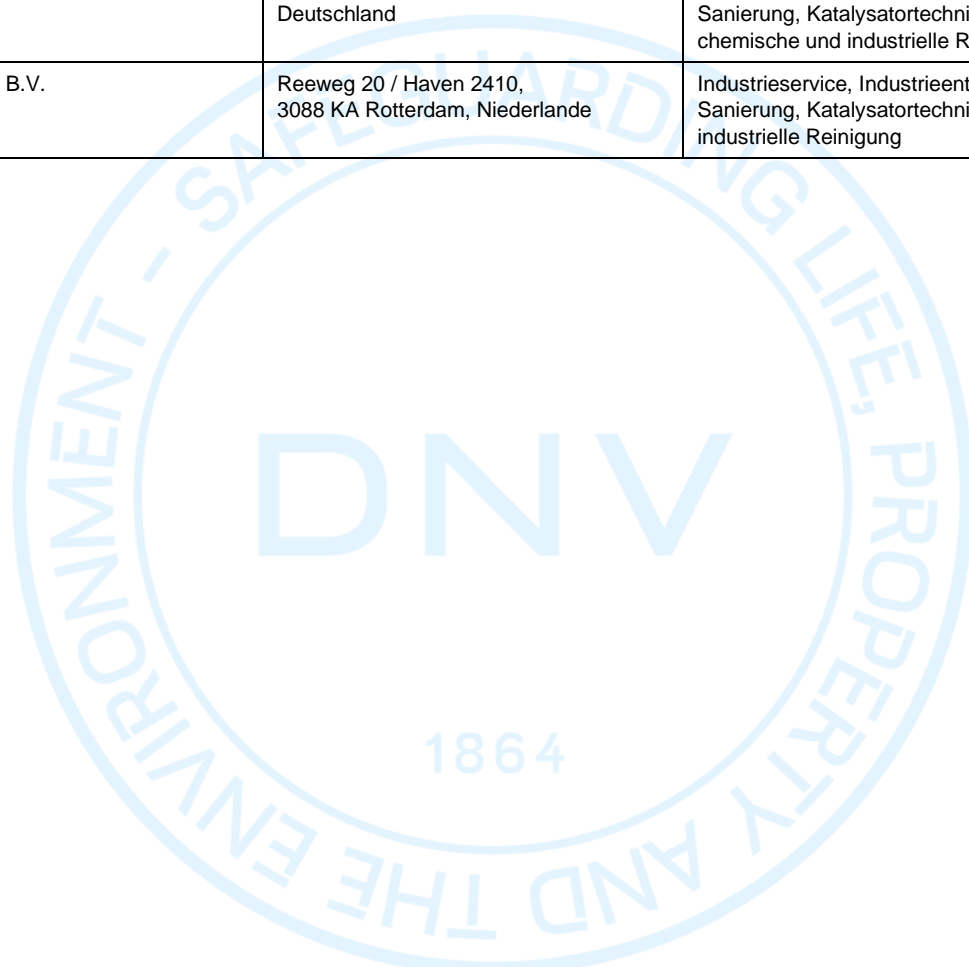 Deutschland
Sanierung, Katalysatortechni
chemische und industrielle R
B.V.
Reeweg 20 / Haven 2410,
3088 KA Rotterdam, Niederlande
Industrieservice, Industrieent
Sanierung, Katalysatortechni
industrielle Reinigung
SAFEGUARDING LIFE, PROPERTY AND THE ENVIRONMENT -
DNV
1864